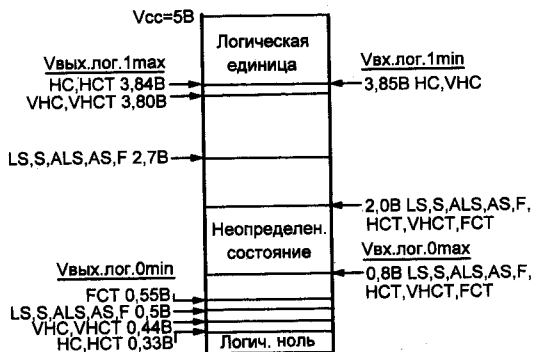 Vcc=5В
Логическая
единица
Vвых.лог.1max
HC,HCT 3,84В
VHC,VHCT 3,80В
Vвх.лог.1min
3,85В HC,VHC
LS,S,ALS,AS,F 2,7В
2,0В LS,S,ALS,AS,F,
HCT,VHCT,FCT
Неопределен.
состояние
Vвх.лог.0max
0,8В LS,S,ALS,AS,F,
HCT,VHCT,FCT
Vвых.лог.0min
FCT 0,55В
LS,S,ALS,AS,F 0,5В
VHC,VHCT 0,44В
HC,HCT 0,33В
Логич. ноль